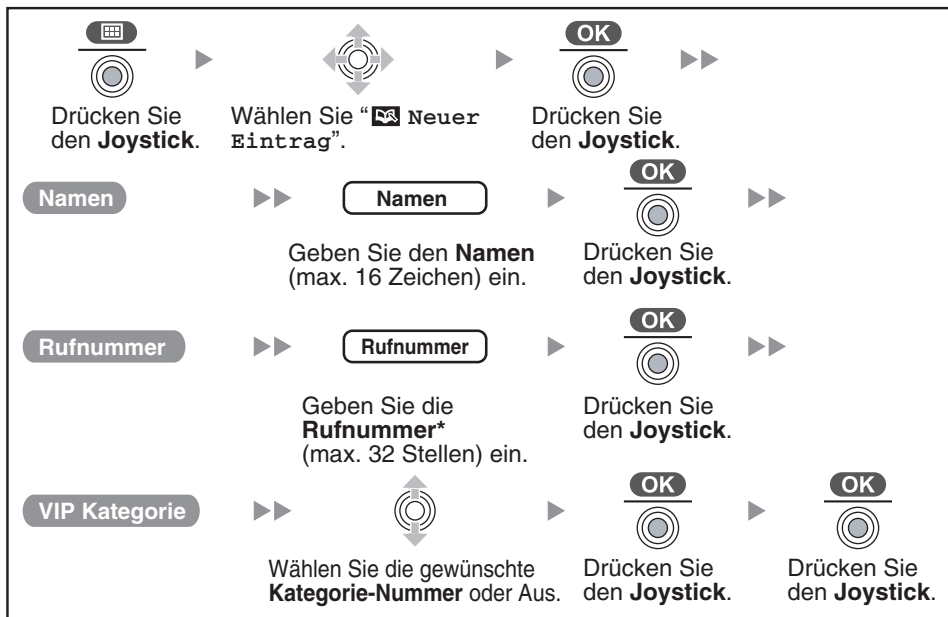 OK
Drücken Sie
den Joystick.
Wählen Sie “ Neuer
Eintrag”.
Drücken Sie
den Joystick.
Namen
Namen
Geben Sie den Namen
(max. 16 Zeichen) ein.
OK
Drücken Sie
den Joystick.
Rufnummer
Rufnummer
Geben Sie die
Rufnummer*
(max. 32 Stellen) ein.
OK
Drücken Sie
den Joystick.
VIP Kategorie
Wählen Sie die gewünschte
Kategorie-Nummer oder Aus.
OK
Drücken Sie
den Joystick.
OK
Drücken Sie
den Joystick.